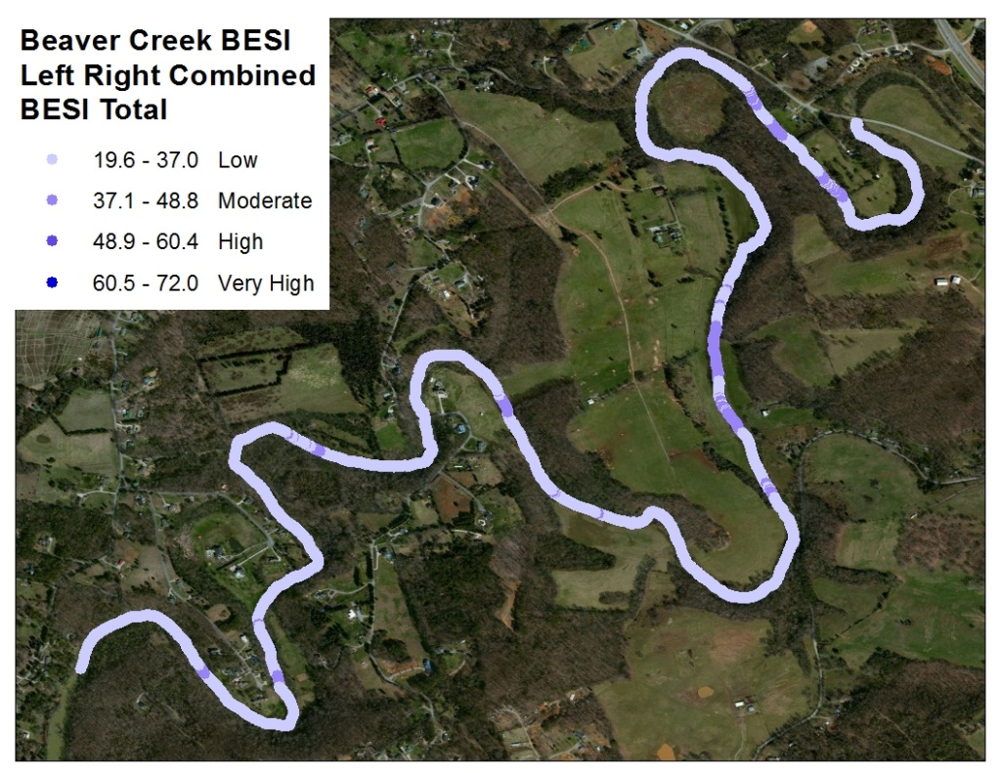 Beaver Creek BESI
Left Right Combined
BESI Total
19.6 - 37.0 Low
37.1 - 48.8 Moderate
48.9 - 60.4 High
60.5 - 72.0 Very High